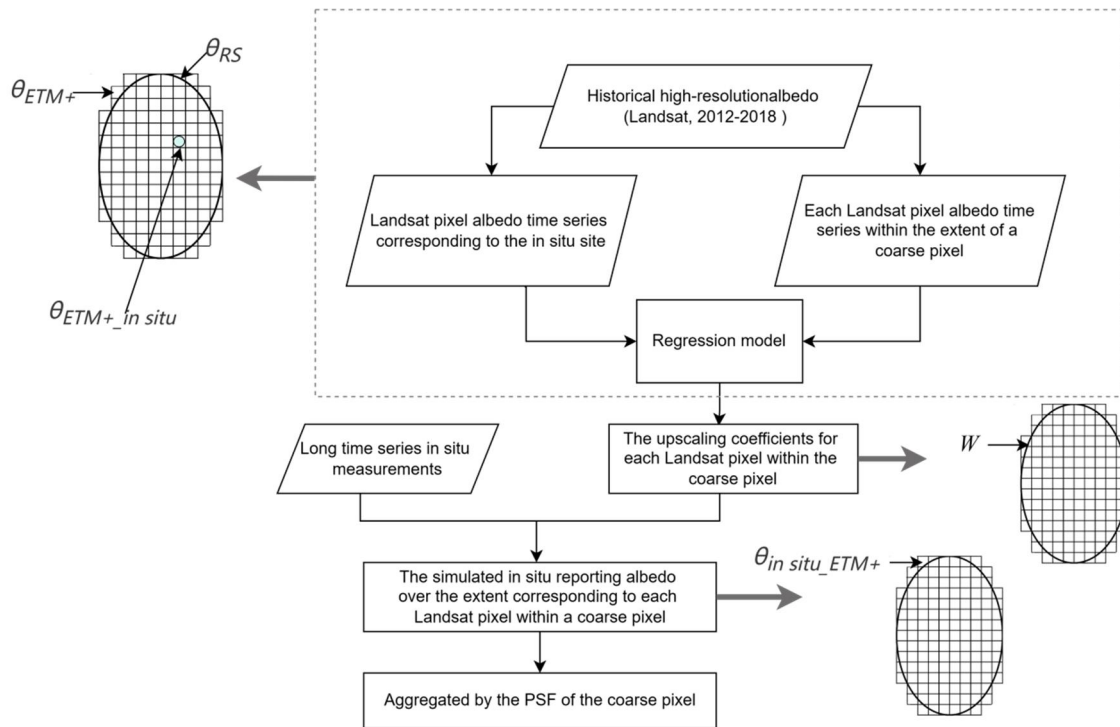 θRS
θETM+
θETM+_in situ
Historical high-resolutionalbedo
(Landsat, 2012-2018 )
Landsat pixel albedo time series
corresponding to the in situ site
Each Landsat pixel albedo time
series within the extent of a
coarse pixel
Regression model
Long time series in situ
measurements
The upscaling coefficients for
each Landsat pixel within the
coarse pixel
W
The simulated in situ reporting albedo
over the extent corresponding to each
Landsat pixel within a coarse pixel
θin situ_ETM+
Aggregated by the PSF of the coarse pixel